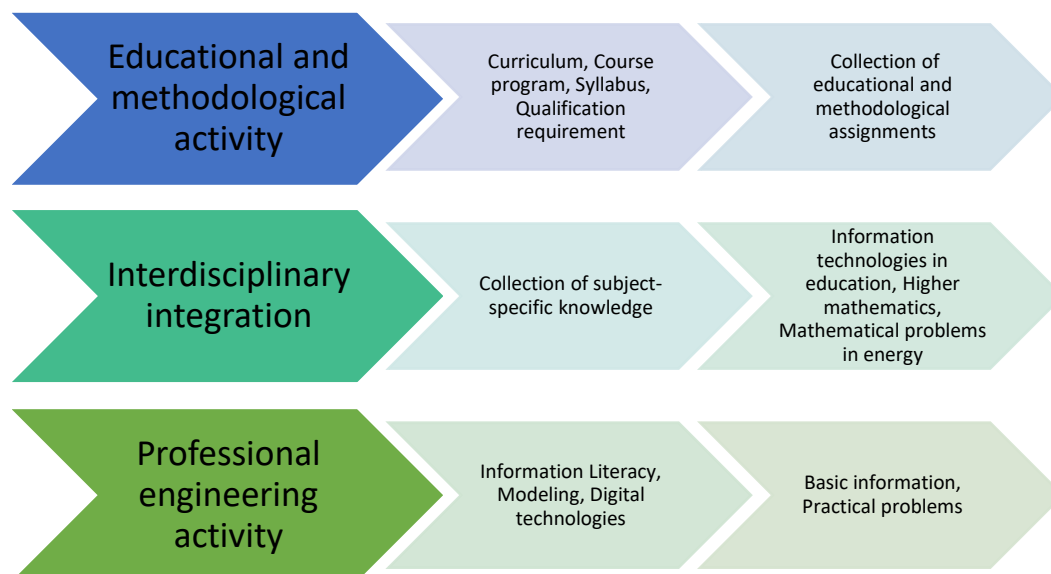 Educational and
methodological
activity
Curriculum, Course
program, Syllabus,
Qualification
requirement
Collection of
educational and
methodological
assignments
Interdisciplinary
integration
Collection of subject-
specific knowledge
Information
technologies in
education, Higher
mathematics,
Mathematical problems
in energy
Professional
engineering
activity
Information Literacy,
Modeling, Digital
technologies
Basic information,
Practical problems